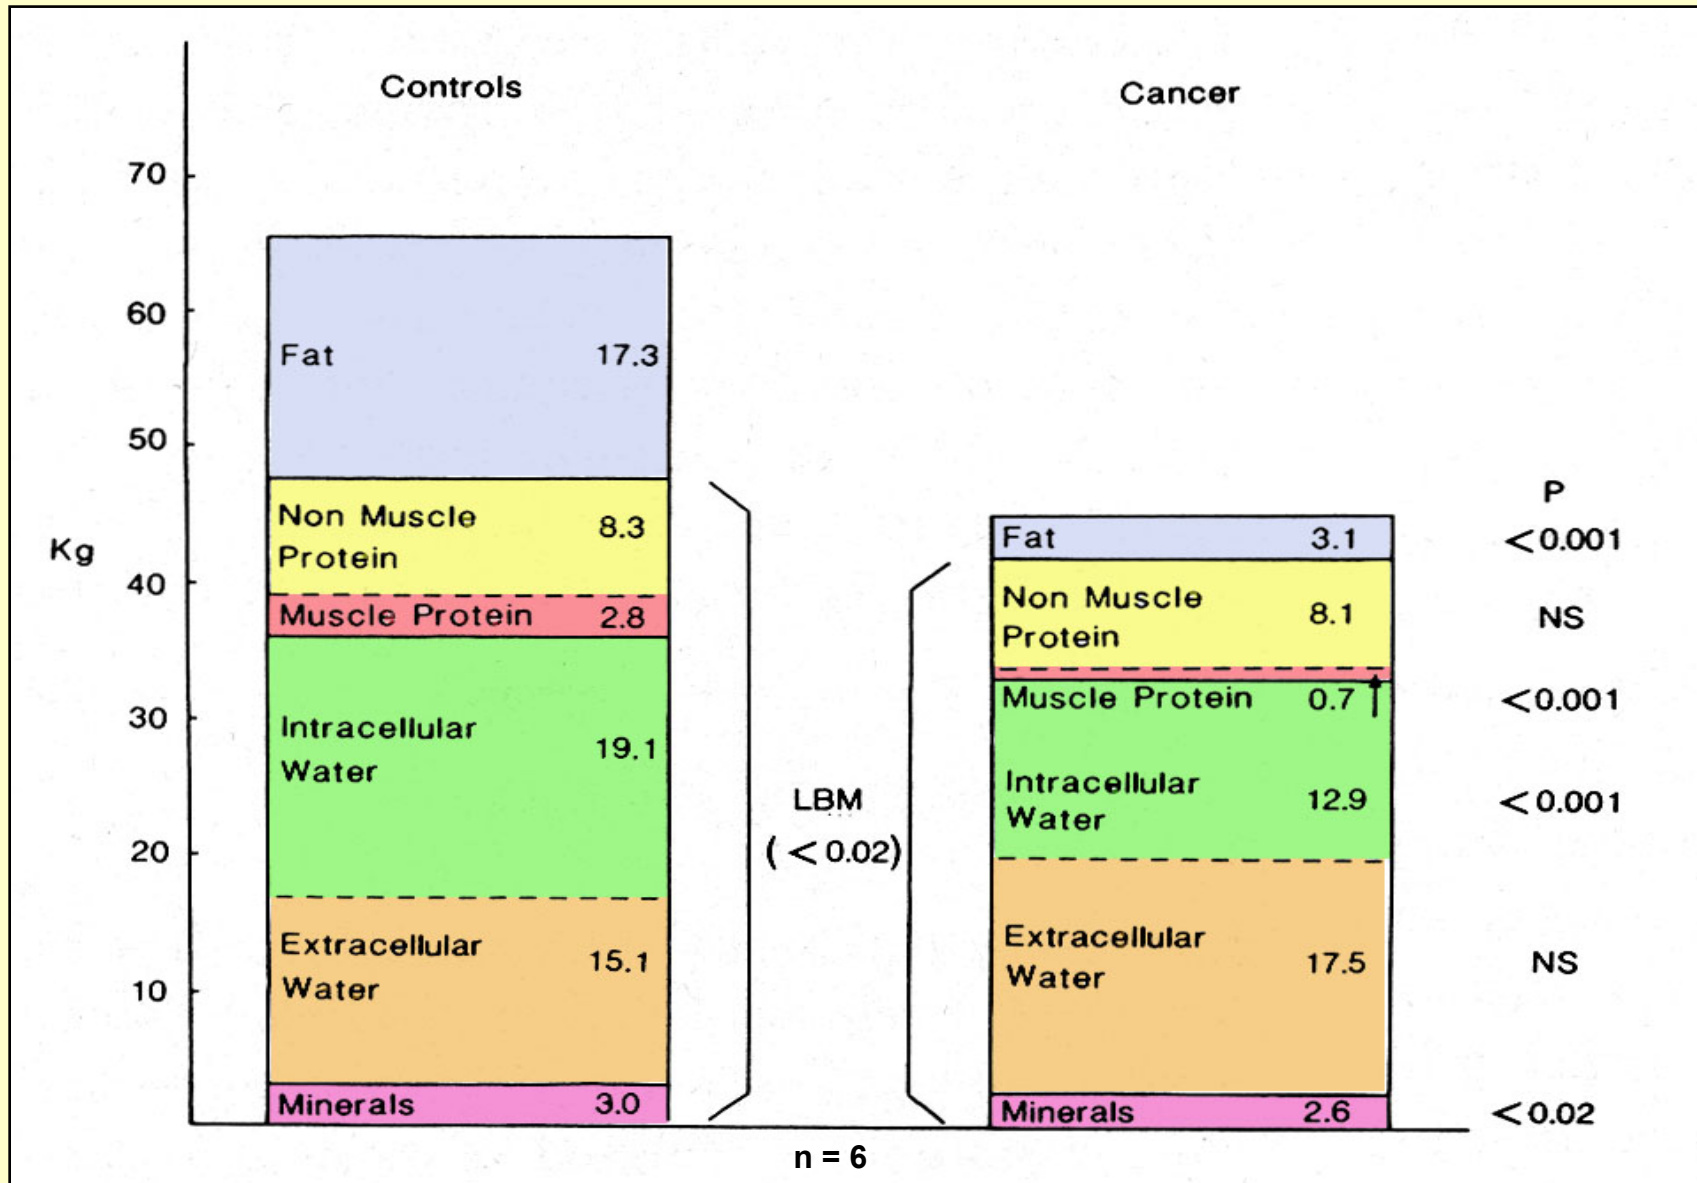 Controls
Cancer
70
60
50
40
30
20
10
Kg
Fat 17.3
Non Muscle
Protein 8.3
Muscle Protein 2.8
Intracellular
Water 19.1
Extracellular
Water 15.1
Minerals 3.0
LBM
( < 0.02)
Fat 3.1
Non Muscle
Protein 8.1
Muscle Protein 0.7
Intracellular
Water 12.9
Extracellular
Water 17.5
Minerals 2.6
P
<0.001
NS
<0.001
<0.001
NS
<0.02
n = 6